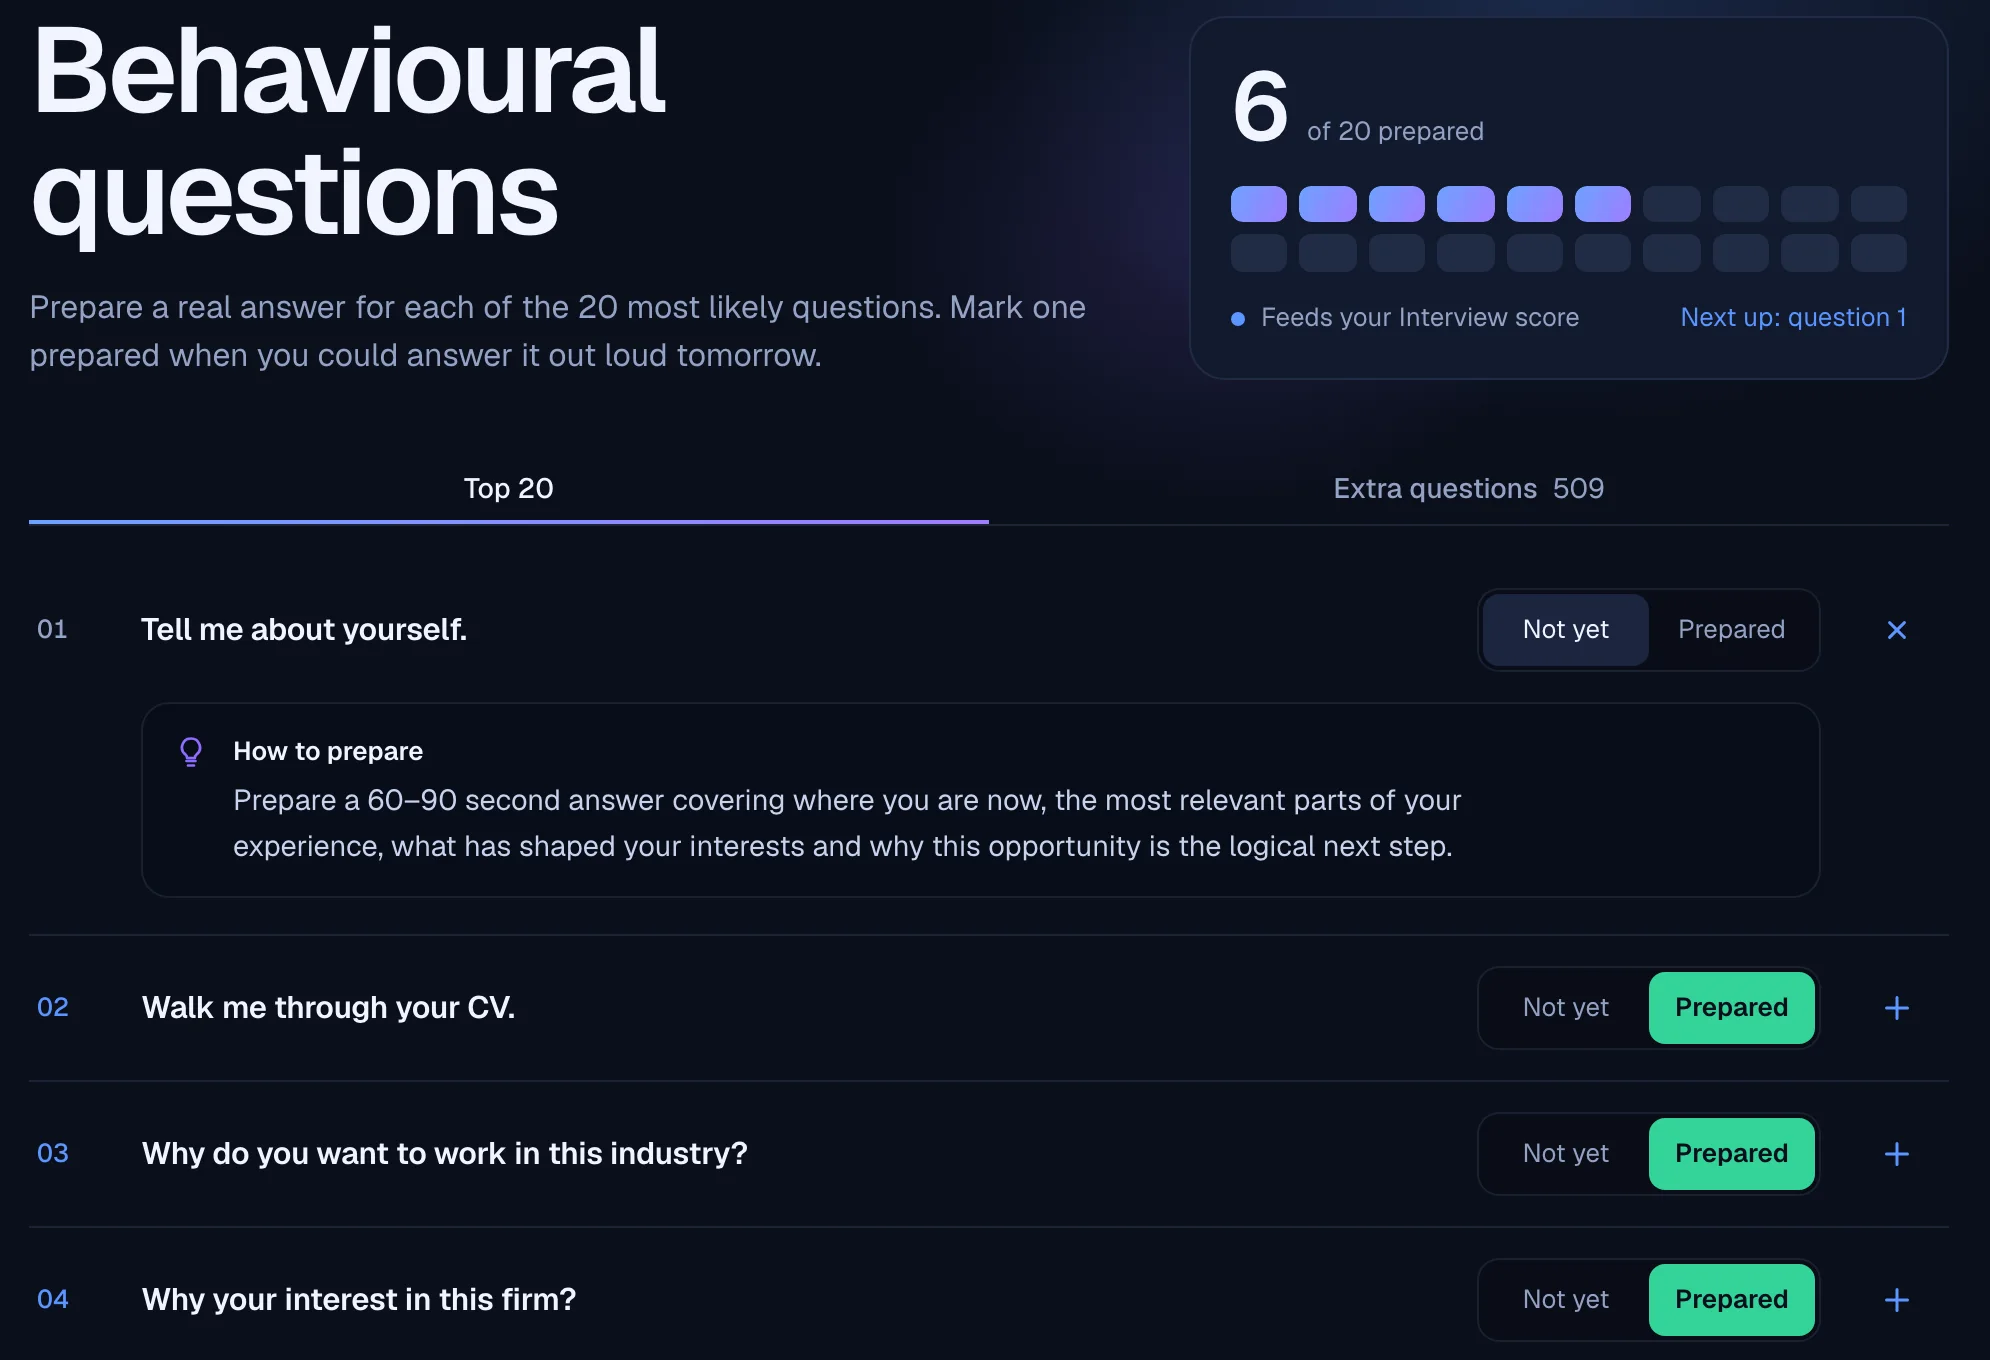 Behavioural
questions
Prepare a real answer for each of the 20 most likely questions. Mark one
prepared when you could answer it out loud tomorrow.
6 of 20 prepared
Feeds your Interview score
Next up: question 1
Top 20
Extra questions 509
01 Tell me about yourself. Not yet Prepared
How to prepare
Prepare a 60–90 second answer covering where you are now, the most relevant parts of your
experience, what has shaped your interests and why this opportunity is the logical next step.
02 Walk me through your CV. Not yet Prepared
03 Why do you want to work in this industry? Not yet Prepared
04 Why your interest in this firm? Not yet Prepared